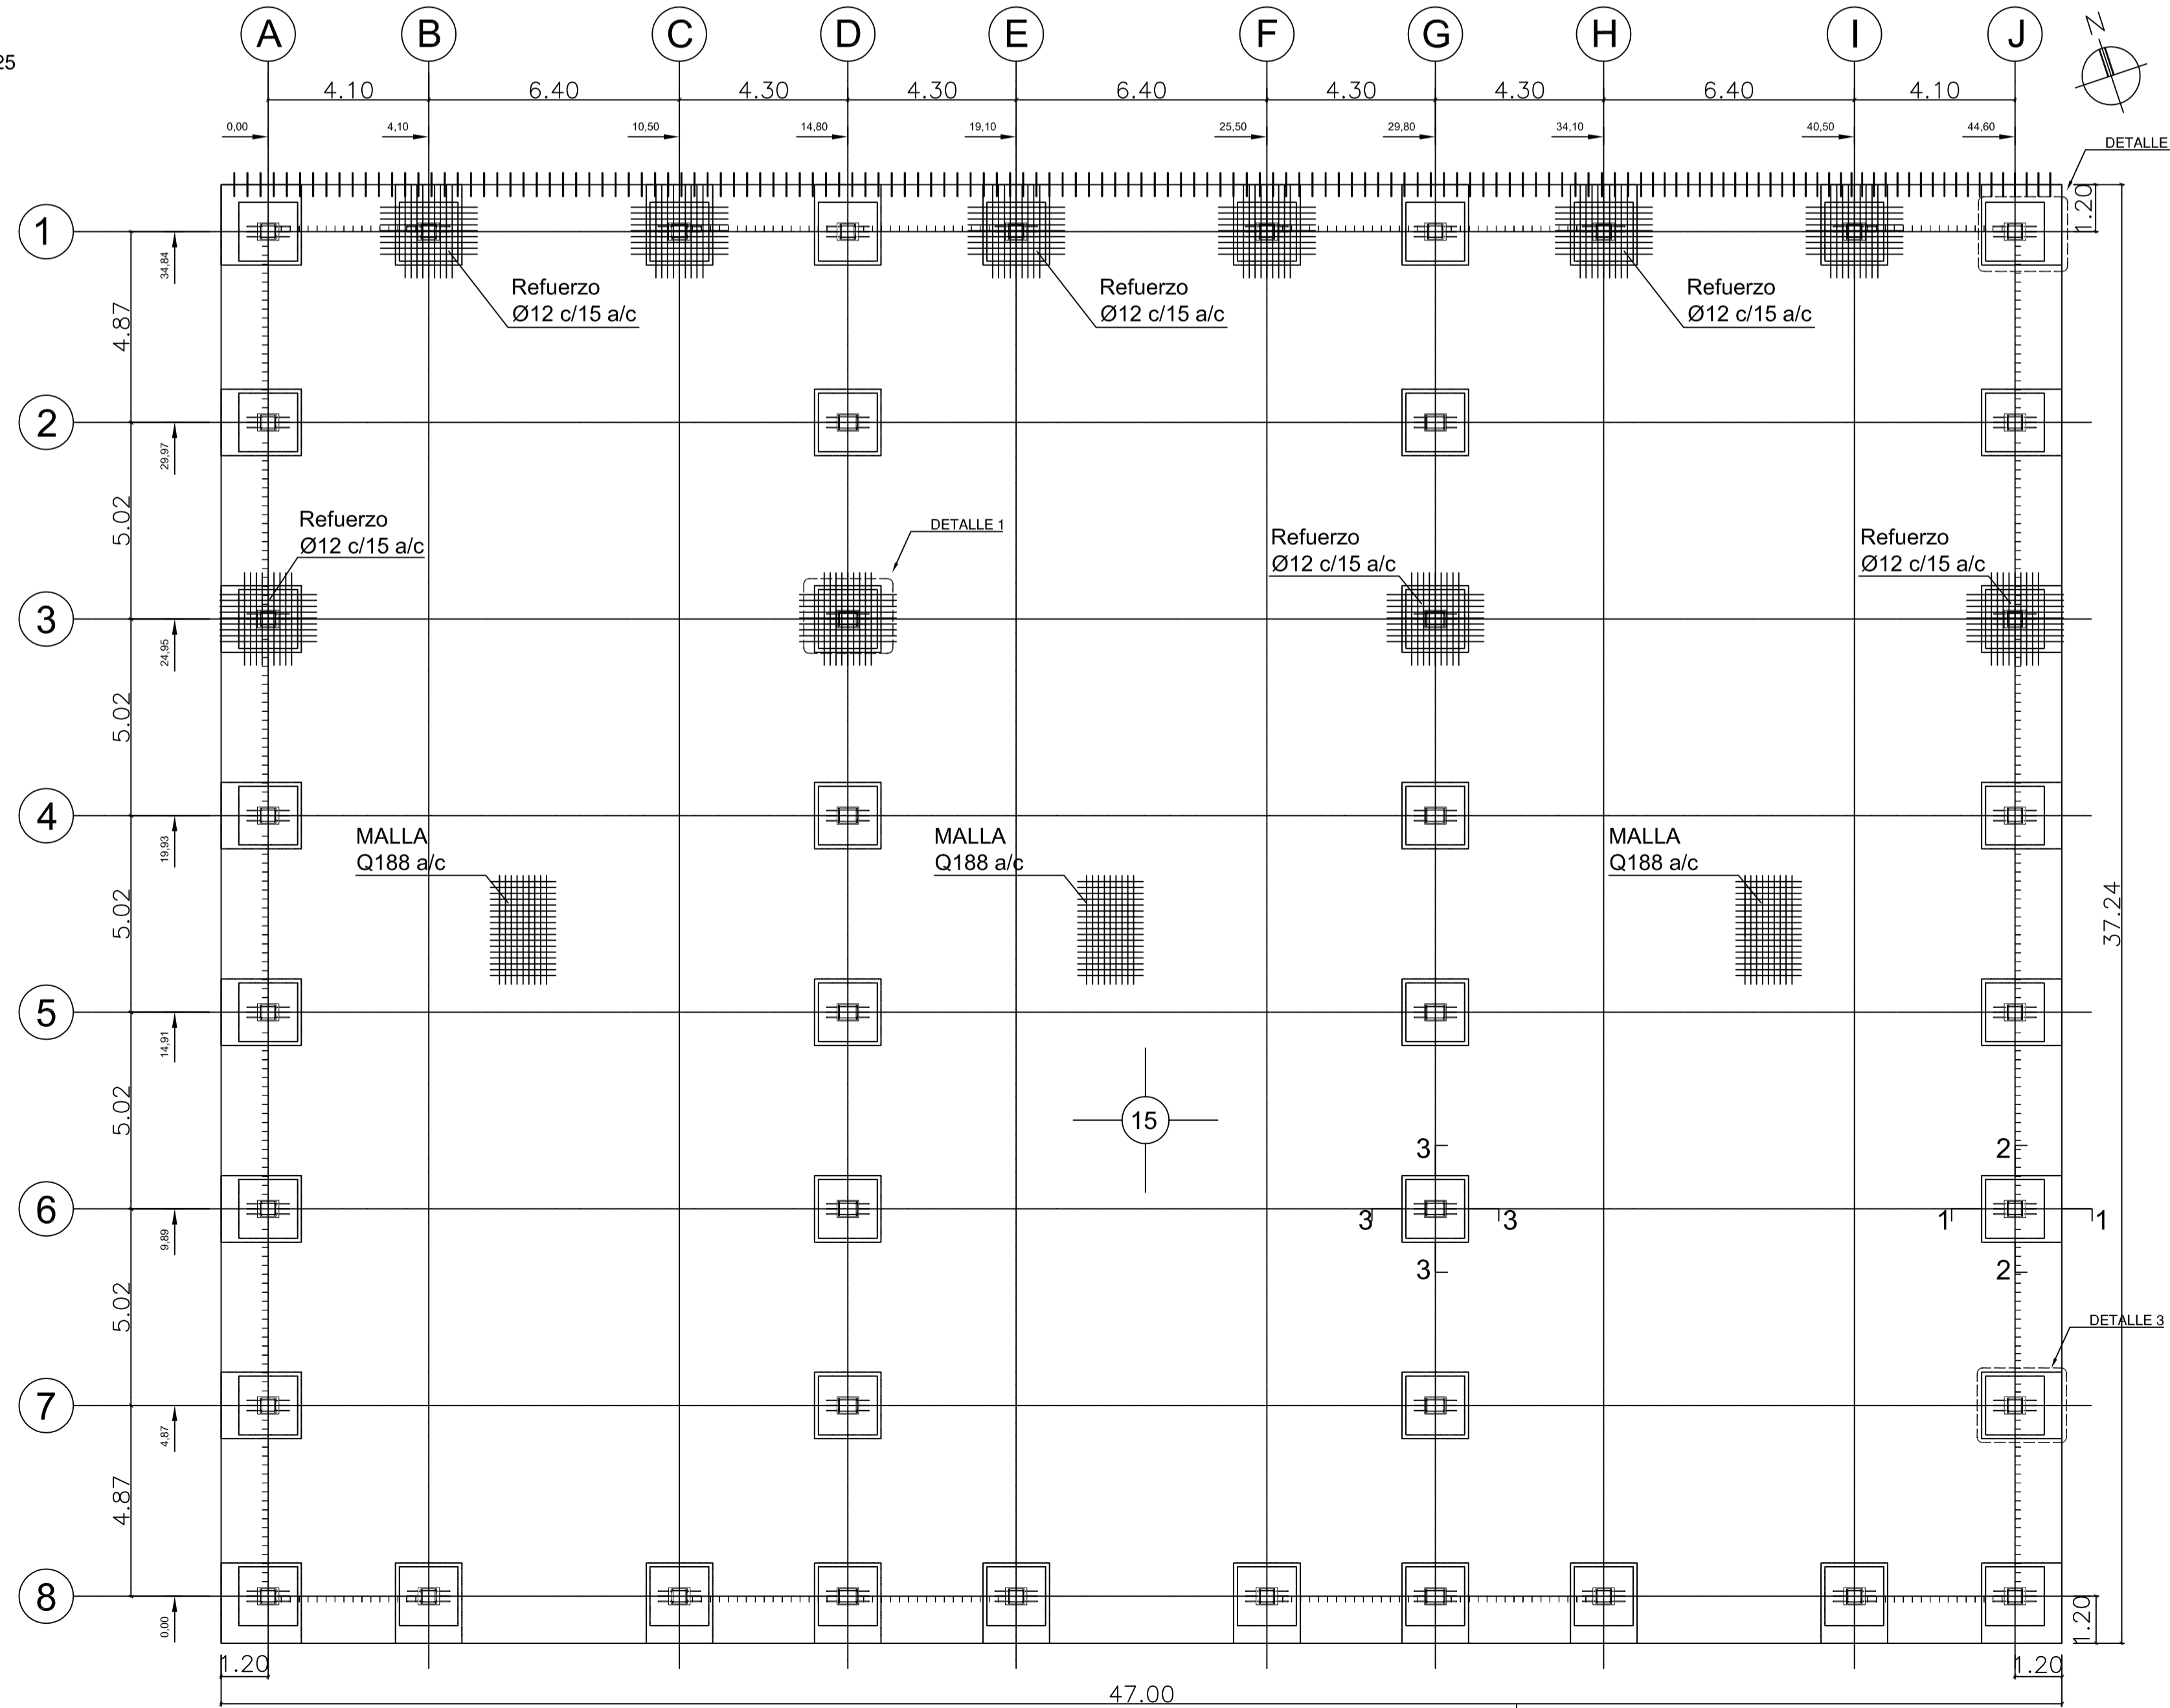 A B C D E F G H I J
N
25
4.10 6.40 4.30 4.30 6.40 4.30 4.30 6.40 4.10
0,00 4,10 10,50 14,80 19,10 25,50 29,80 34,10 40,50 44,60
DETALLE
1.20
1
34,84
Refuerzo
Ø12 c/15 a/c
Refuerzo
Ø12 c/15 a/c
Refuerzo
Ø12 c/15 a/c
4.87
2
29,97
5.02
Refuerzo
Ø12 c/15 a/c
DETALLE 1
Refuerzo
Ø12 c/15 a/c
Refuerzo
Ø12 c/15 a/c
3
24,95
5.02
4
19,93
MALLA
Q188 a/c
MALLA
Q188 a/c
MALLA
Q188 a/c
5.02
37.24
5
14,91
5.02
15
3
2
6
3
3
1
1
9,89
3
2
5.02
DETALLE 3
7
4,87
4.87
8
0,00
1.20
1.20
1.20
47.00